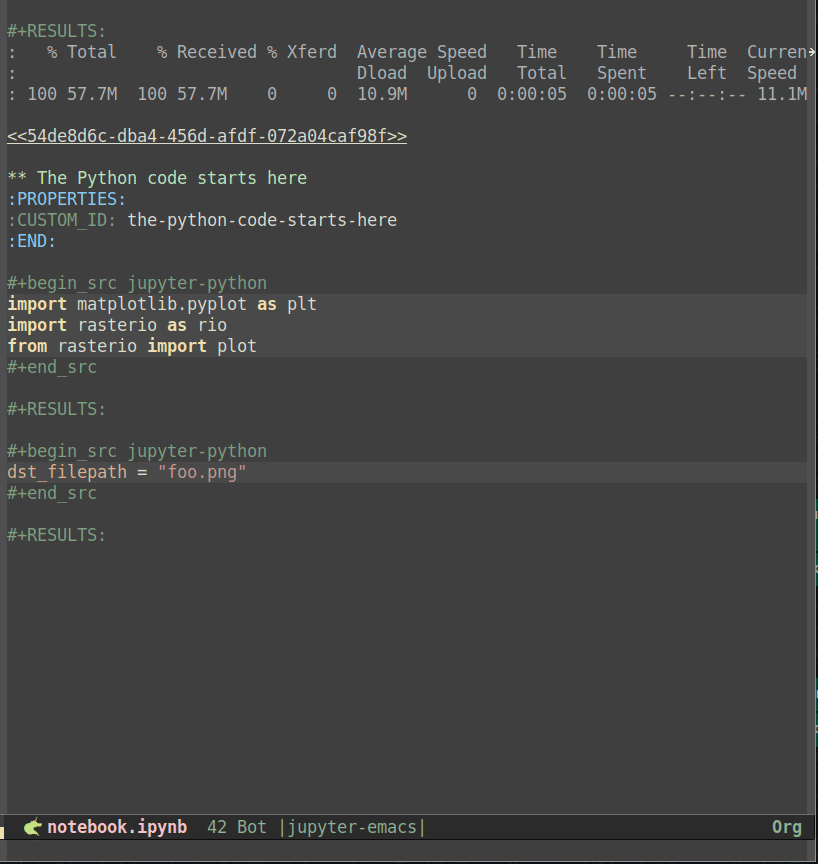 #+RESULTS:
:   % Total    % Received % Xferd  Average Speed   Time    Time     Time  Curren
:                                  Dload  Upload   Total   Spent    Left  Speed
: 100 57.7M  100 57.7M    0     0  10.9M      0  0:00:05  0:00:05 --:--:-- 11.1M
<<54de8d6c-dba4-456d-afdf-072a04caf98f>>
** The Python code starts here
:PROPERTIES:
:CUSTOM_ID: the-python-code-starts-here
:END:
#+begin_src jupyter-python
import matplotlib.pyplot as plt
import rasterio as rio
from rasterio import plot
#+end_src
#+RESULTS:
#+begin_src jupyter-python
dst_filepath = "foo.png"
#+end_src
#+RESULTS:
notebook.ipynb  42 Bot |jupyter-emacs| Org